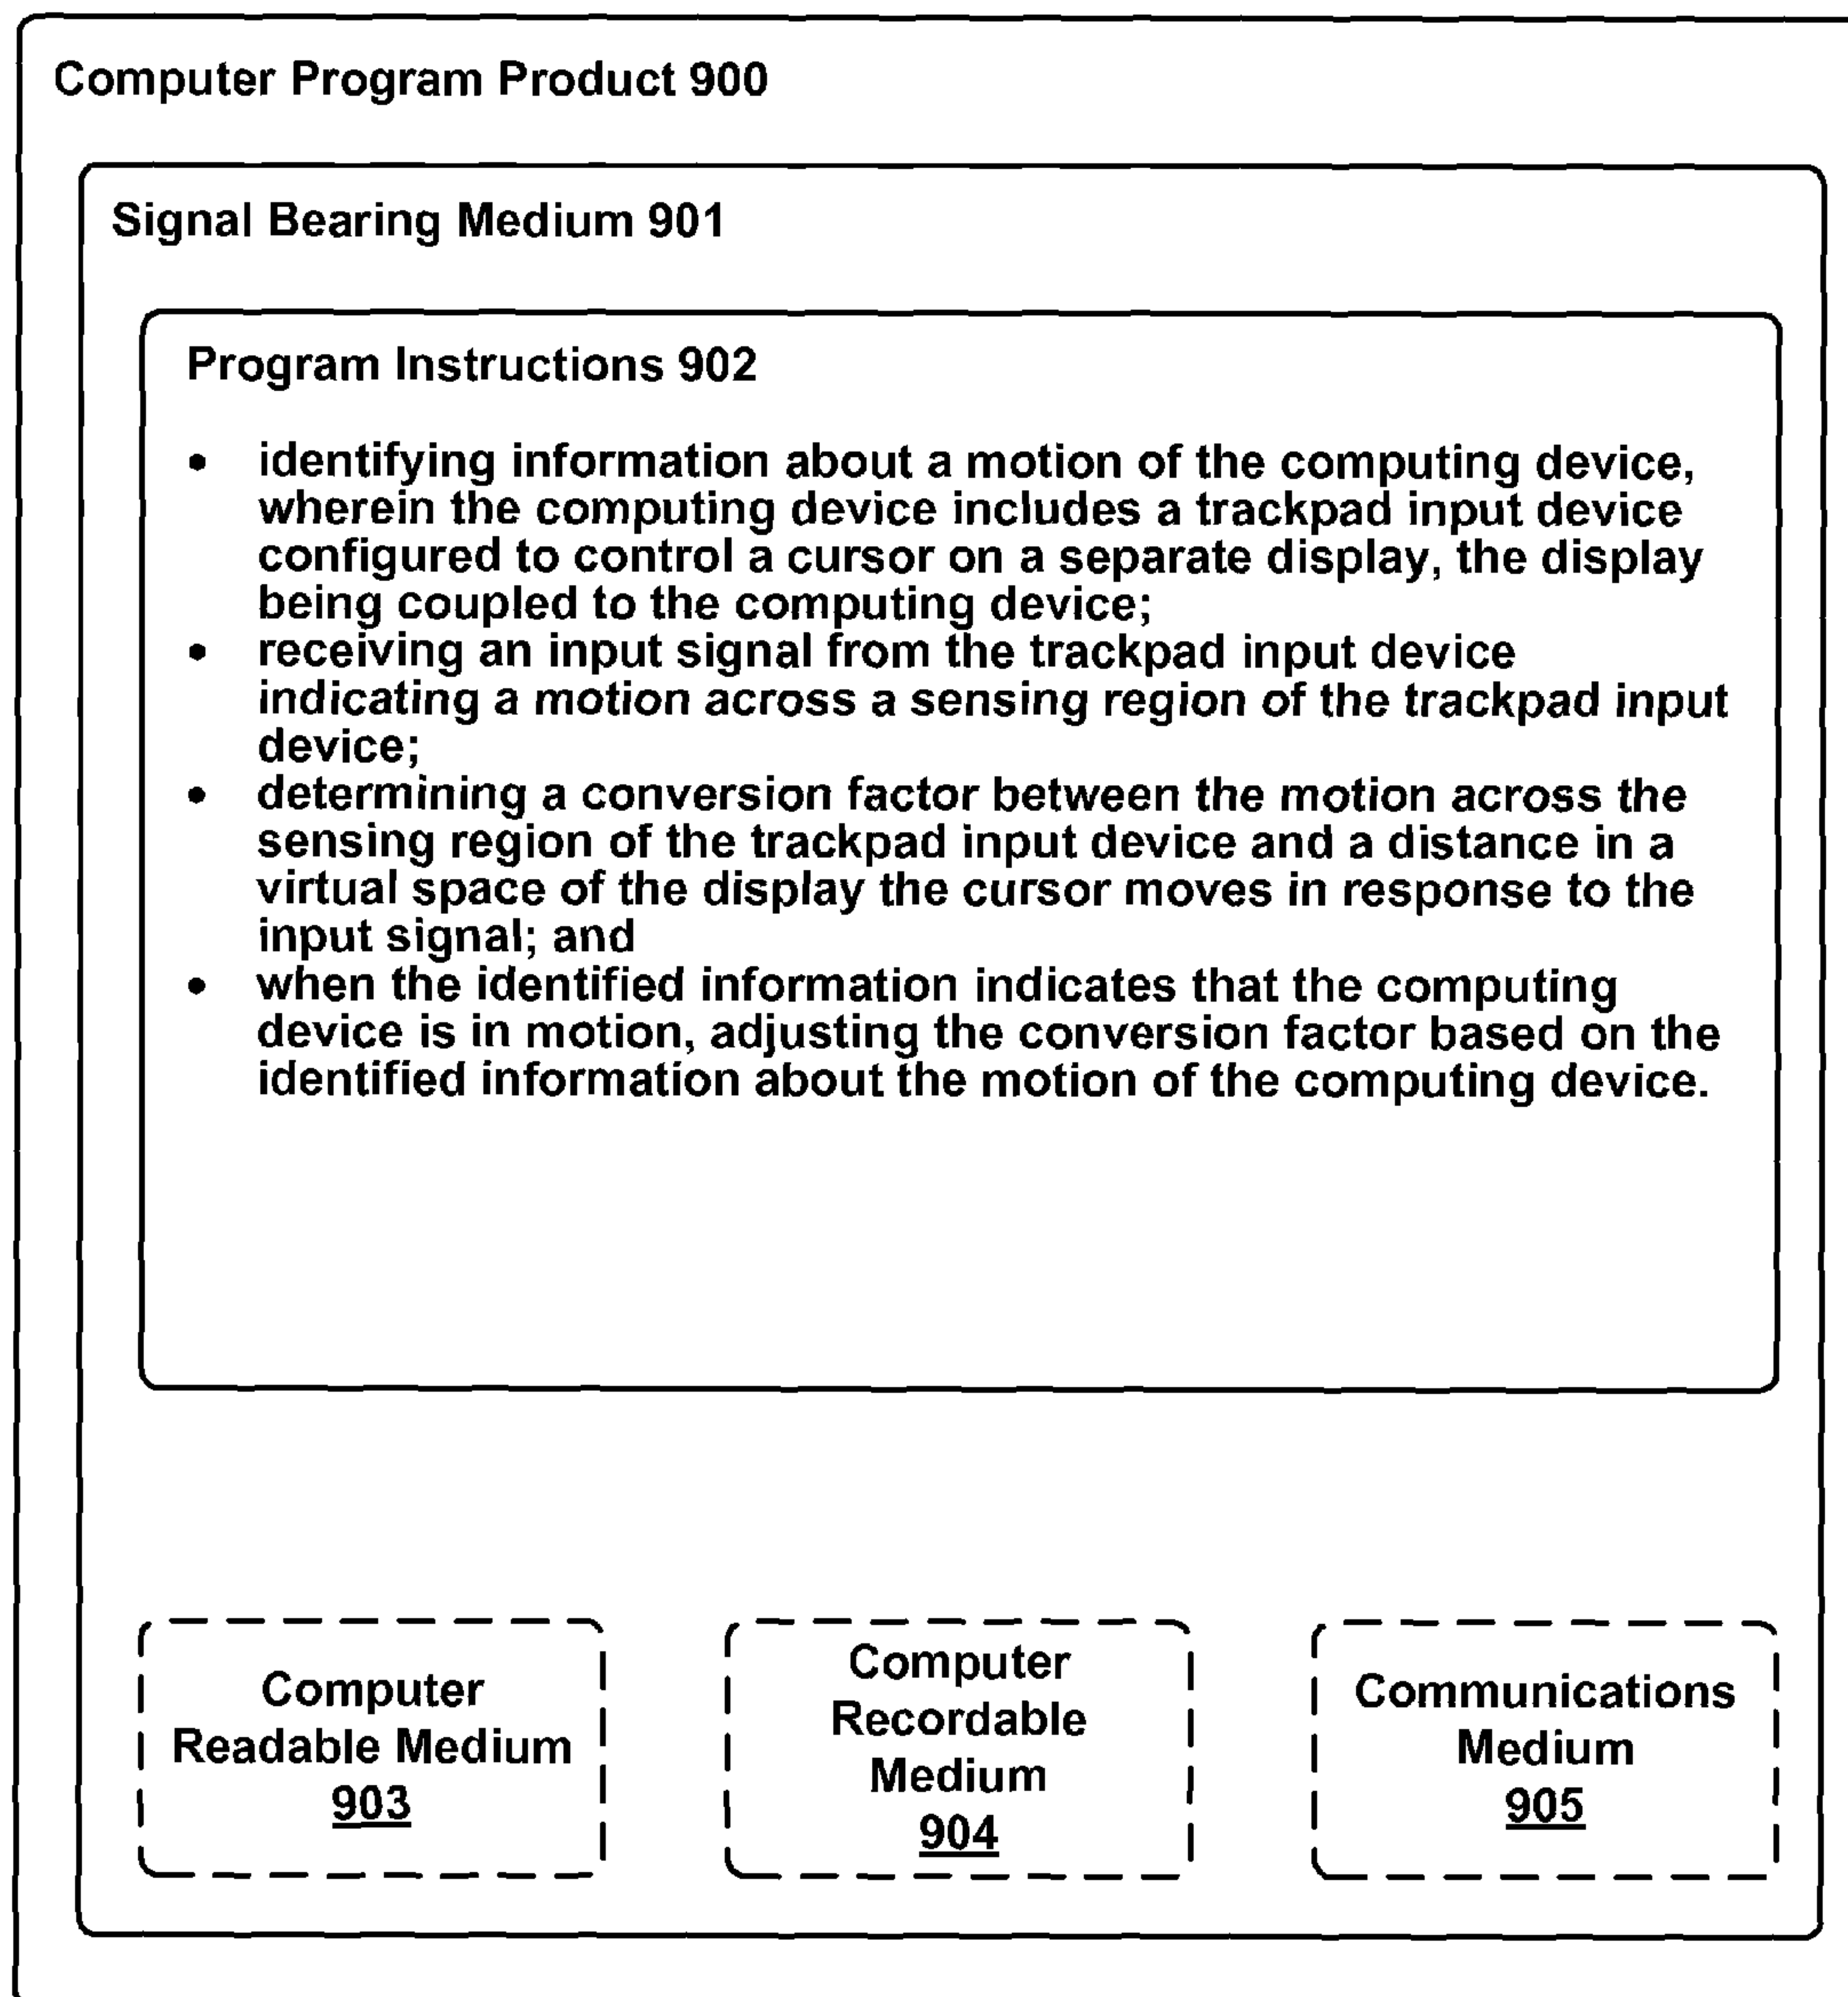 Computer Program Product 900
Signal Bearing Medium 901
Program Instructions 902
• identifying information about a motion of the computing device,
wherein the computing device includes a trackpad input device
configured to control a cursor on a separate display, the display
being coupled to the computing device;
• receiving an input signal from the trackpad input device
indicating a motion across a sensing region of the trackpad input
device;
• determining a conversion factor between the motion across the
sensing region of the trackpad input device and a distance in a
virtual space of the display the cursor moves in response to the
input signal; and
• when the identified information indicates that the computing
device is in motion, adjusting the conversion factor based on the
identified information about the motion of the computing device.
Computer
Readable Medium
903
Computer
Recordable
Medium
904
Communications
Medium
905